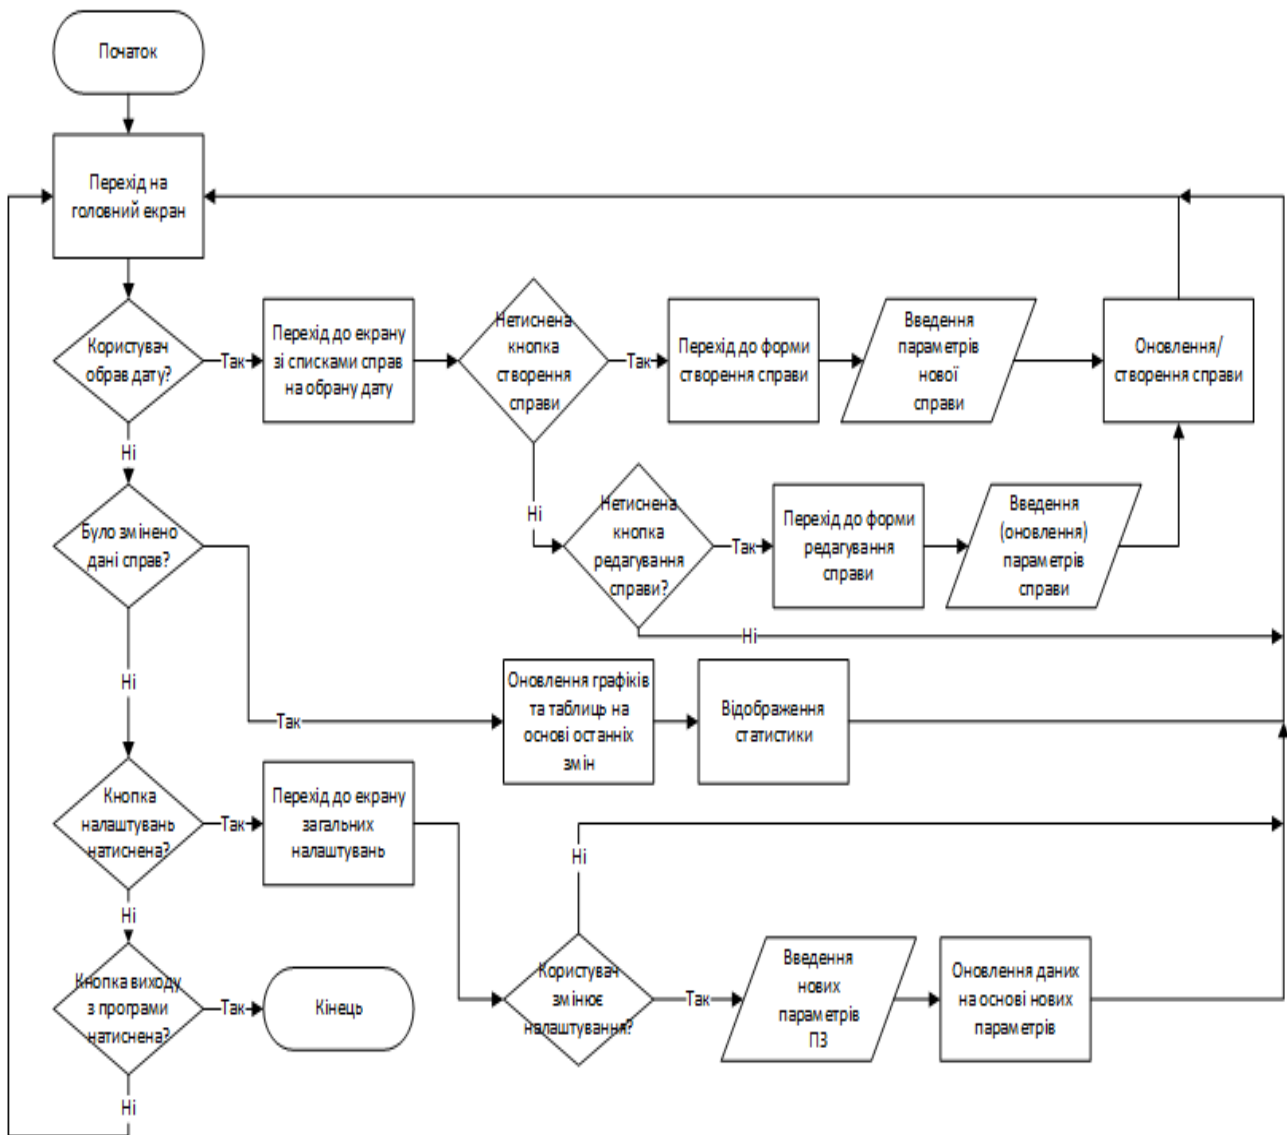 Початок
Перехід на
головний екран
Користувач
обрав дату?
Так
Перехід до екрану
зі списками справ
на обрану дату
Нетиснена
кнопка
створення
справи
Так
Перехід до форми
створення справи
Введення
параметрів
нової
справи
Оновлення/
створення справи
Ні
Ні
Було змінено
дані справ?
Нетиснена
кнопка
редагування
справи?
Так
Перехід до форми
редагування
справи
Введення
(оновлення)
параметрів
справи
Ні
Ні
Так
Оновлення графіків
та таблиць на
основі останніх
змін
Відображення
статистики
Кнопка
налаштувань
натиснена?
Так
Перехід до екрану
загальних
налаштувань
Ні
Ні
Кнопка виходу
з програми
натиснена?
Так
Кінець
Користувач
змінює
налаштування?
Так
Введення
нових
параметрів
ПЗ
Оновлення даних
на основі нових
параметрів
Ні